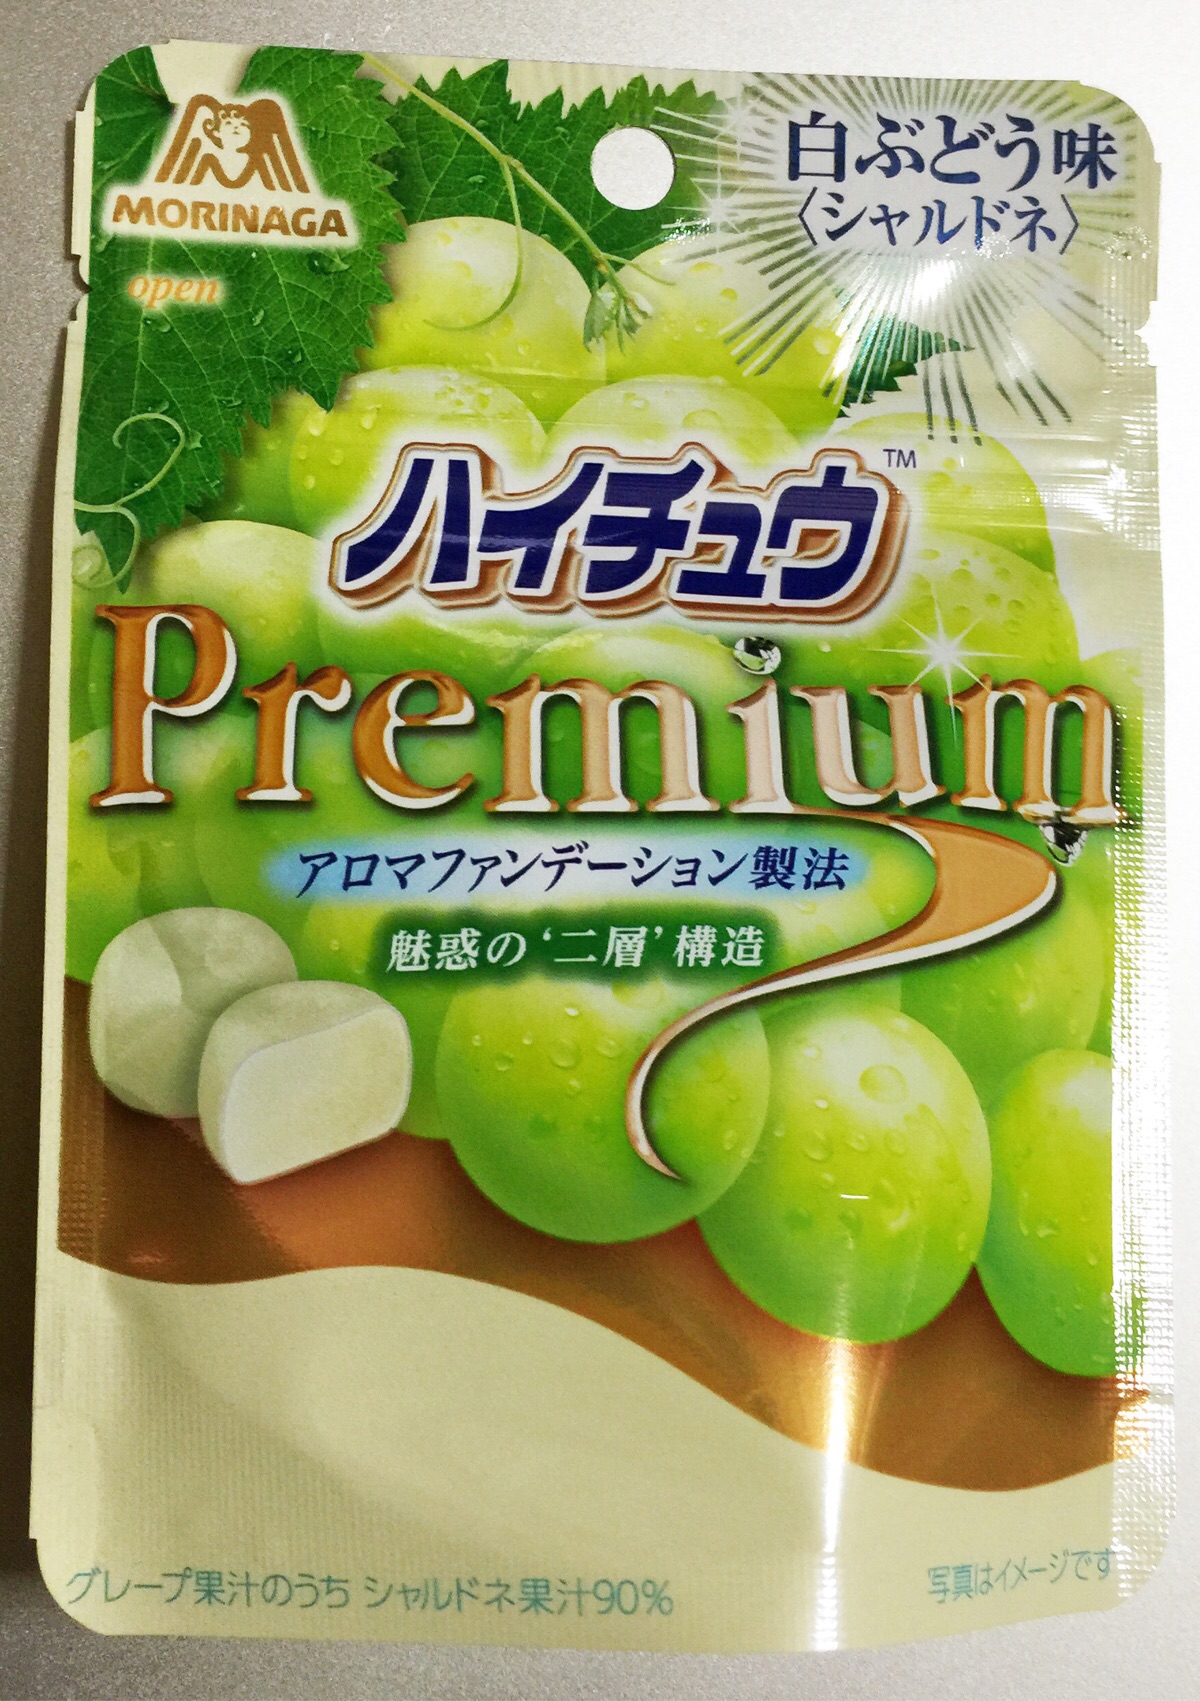 MORINAGA
open
白ぶどう味
〈シャルドネ〉
ハイチュウ™
Premium
アロマファンデーション製法
魅惑の‘二層’構造
グレープ果汁のうち シャルドネ果汁90%
写真はイメージです